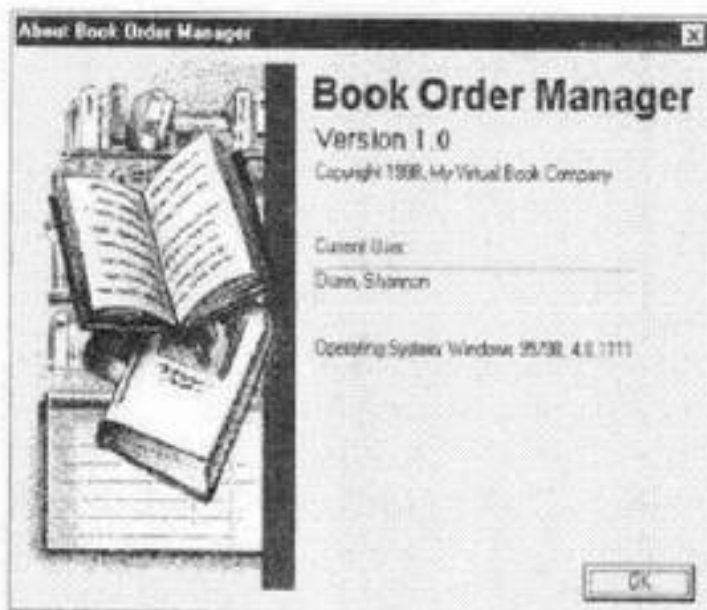 About Book Order Manager
Book Order Manager
Version 1.0
Copyright 1998, My Virtual Book Company
Current User:
Shannon
Operating System: Windows 95/98, 4.0.1111
OK